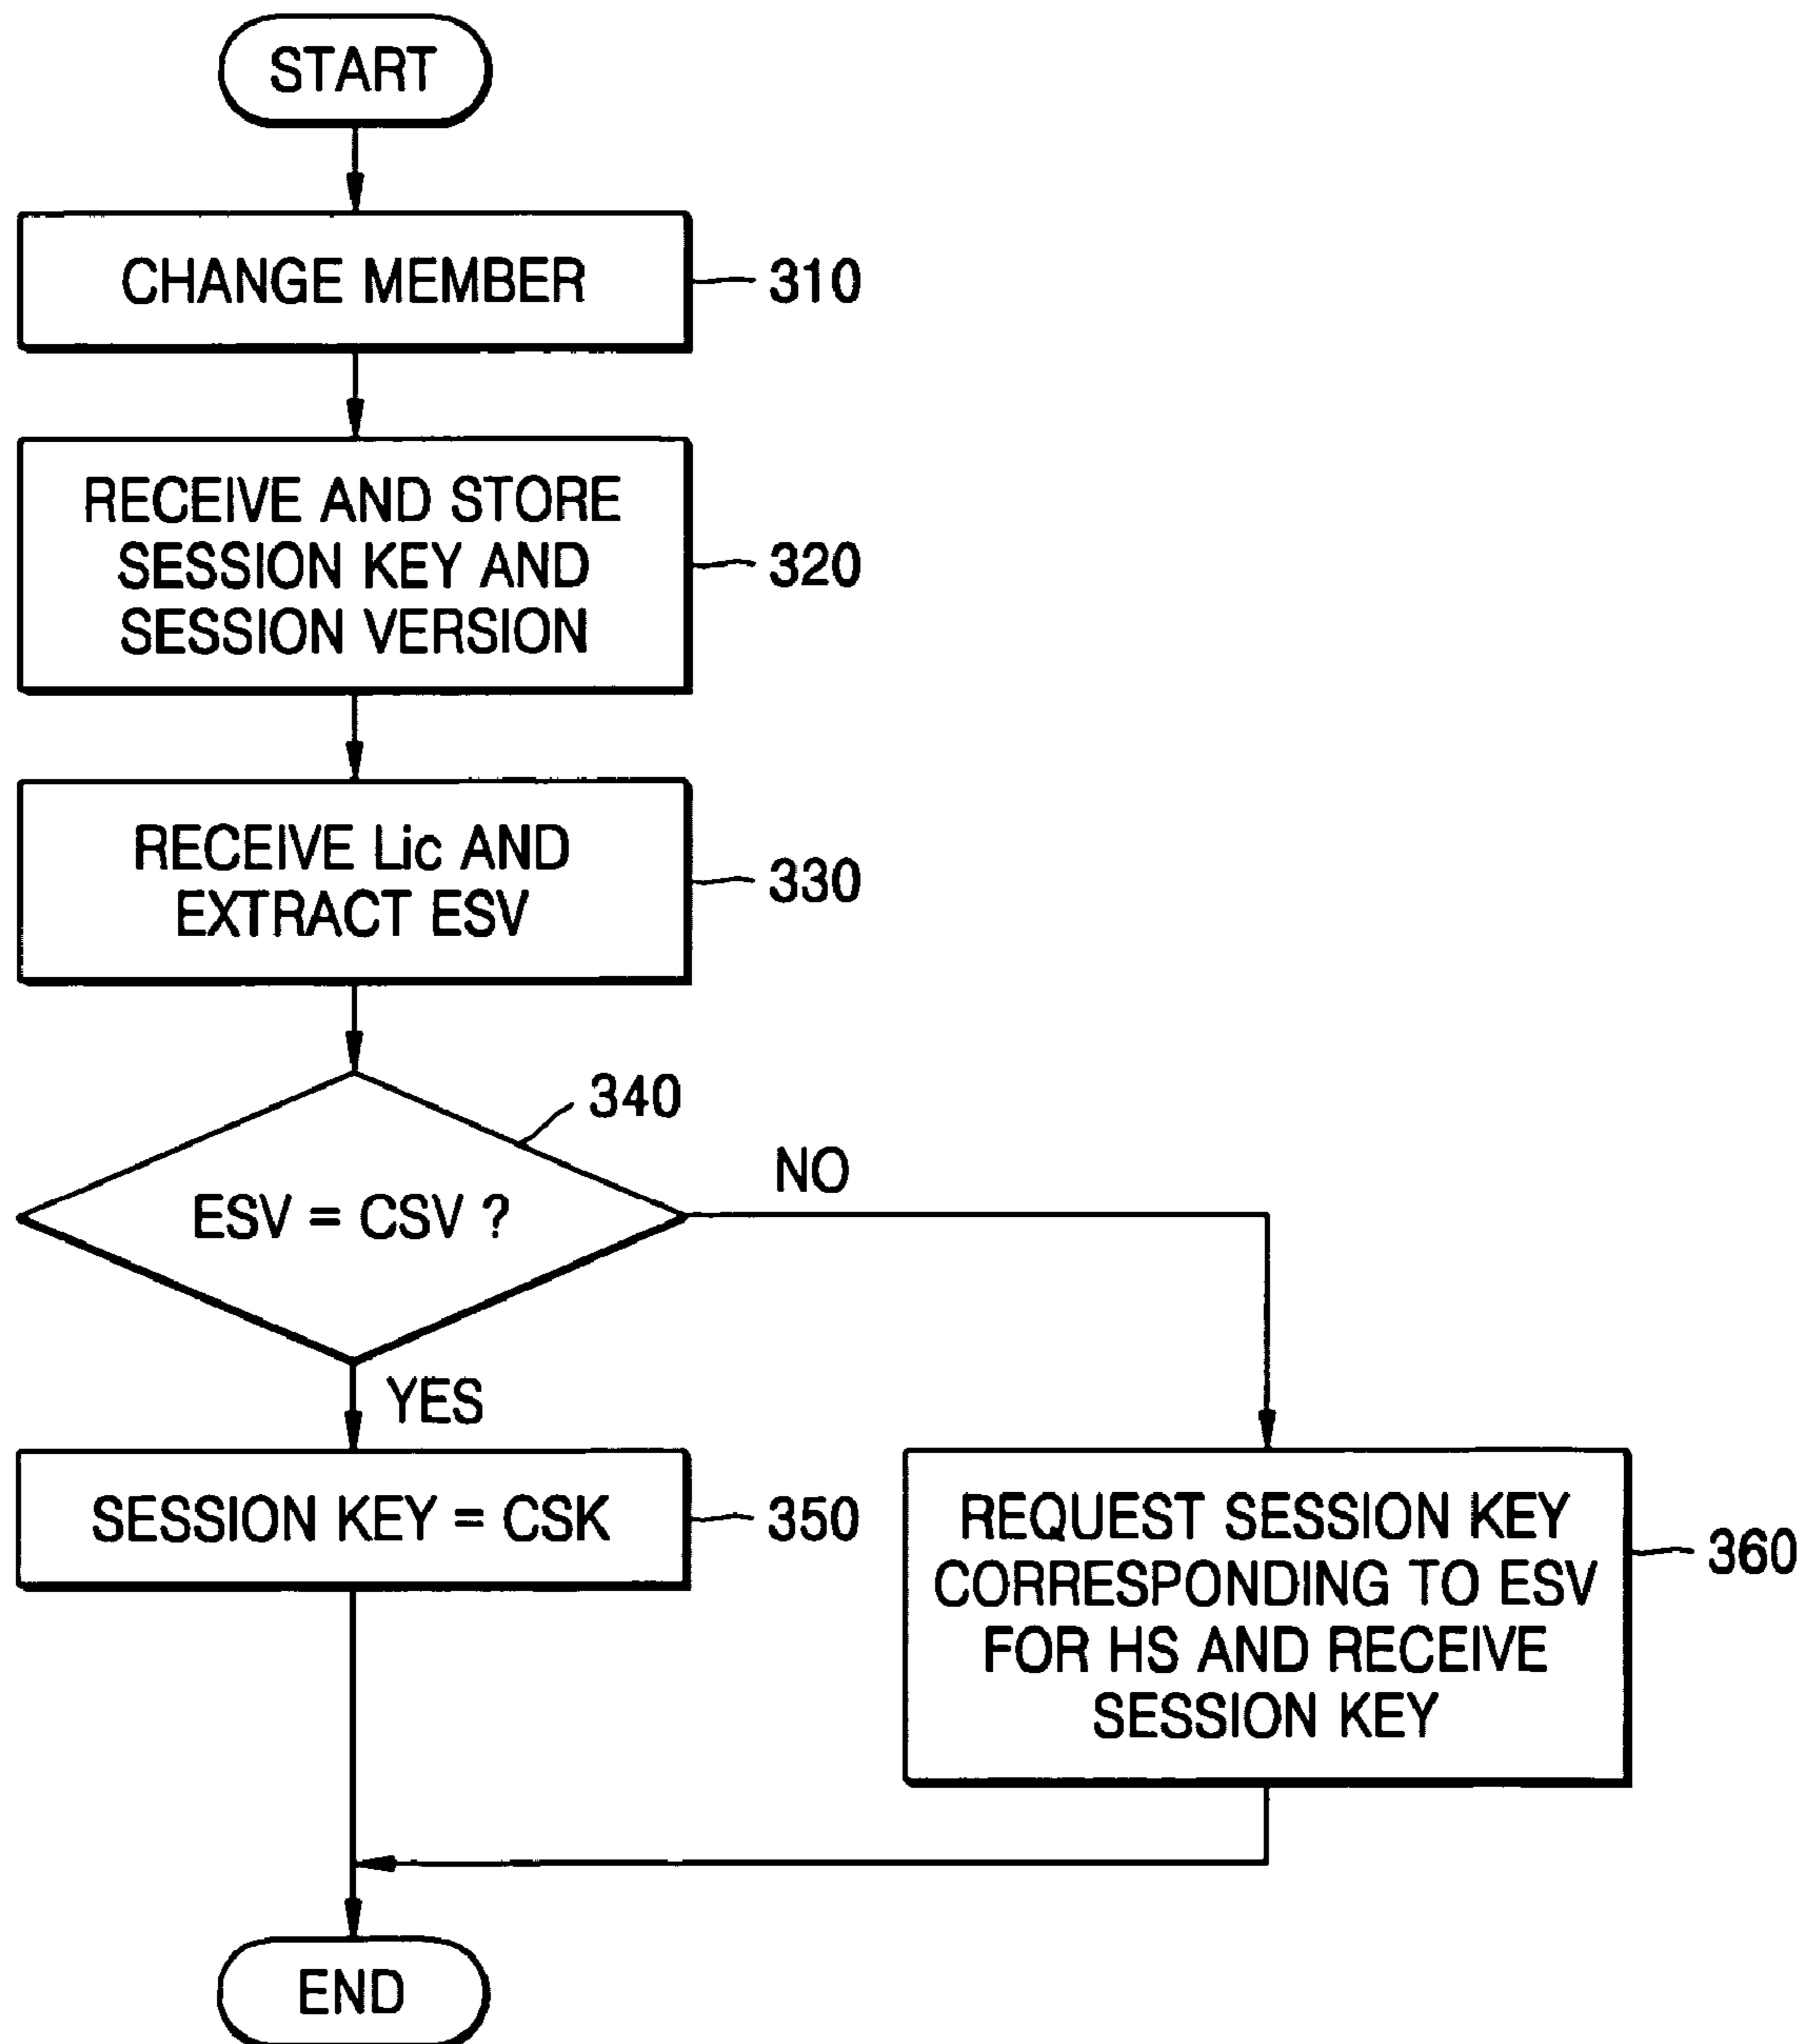 START
CHANGE MEMBER
310
RECEIVE AND STORE
SESSION KEY AND
SESSION VERSION
320
RECEIVE Lic AND
EXTRACT ESV
330
340
ESV = CSV ?
NO
YES
SESSION KEY = CSK
350
REQUEST SESSION KEY
CORRESPONDING TO ESV
FOR HS AND RECEIVE
SESSION KEY
360
END